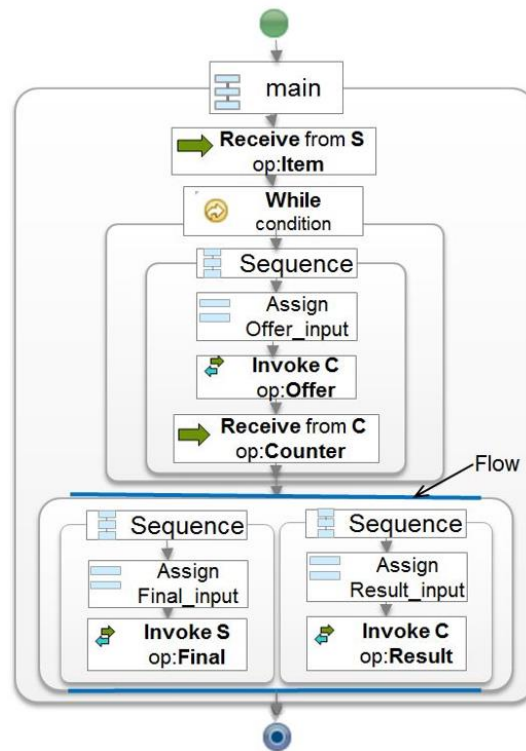 main
Receive from S
op:Item
While
condition
Sequence
Assign
Offer_input
Invoke C
op:Offer
Receive from C
op:Counter
Flow
Sequence
Assign
Final_input
Invoke S
op:Final
Sequence
Assign
Result_input
Invoke C
op:Result